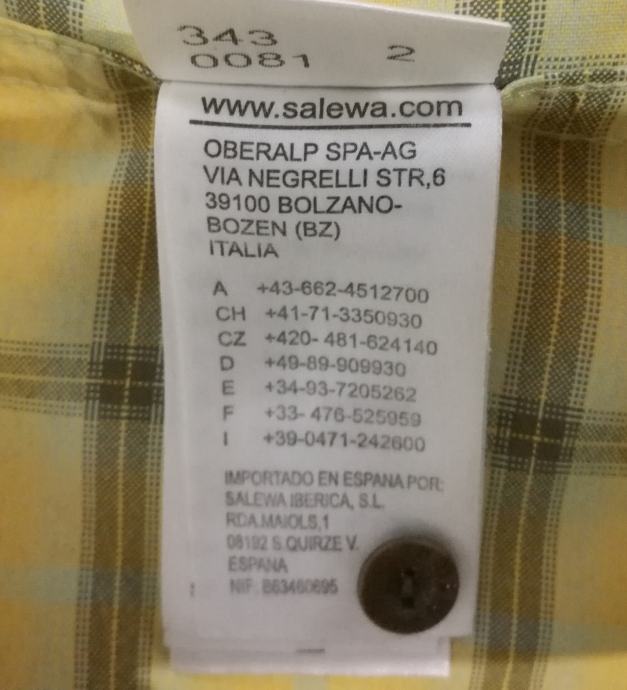 343
0081 2
www.salewa.com
OBERALP SPA-AG
VIA NEGRELLI STR,6
39100 BOLZANO-
BOZEN (BZ)
ITALIA
A +43-662-4512700
CH +41-71-3350930
CZ +420- 481-624140
D +49-89-909930
E +34-93-7205262
F +33- 476-525959
I +39-0471-242600
IMPORTADO EN ESPANA POR:
SALEWA IBERICA, S.L.
RDA.MAIOLS,1
08192 S.QUIRZE V.
ESPANA
NIF: B63460695